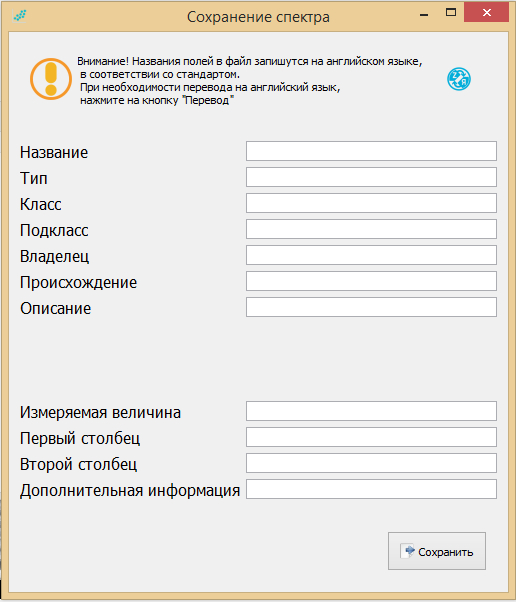 Сохранение спектра
Внимание! Названия полей в файл запишутся на английском языке,
в соответствии со стандартом.
При необходимости перевода на английский язык,
нажмите на кнопку "Перевод"
Название
Тип
Класс
Подкласс
Владелец
Происхождение
Описание
Измеряемая величина
Первый столбец
Второй столбец
Дополнительная информация
Сохранить